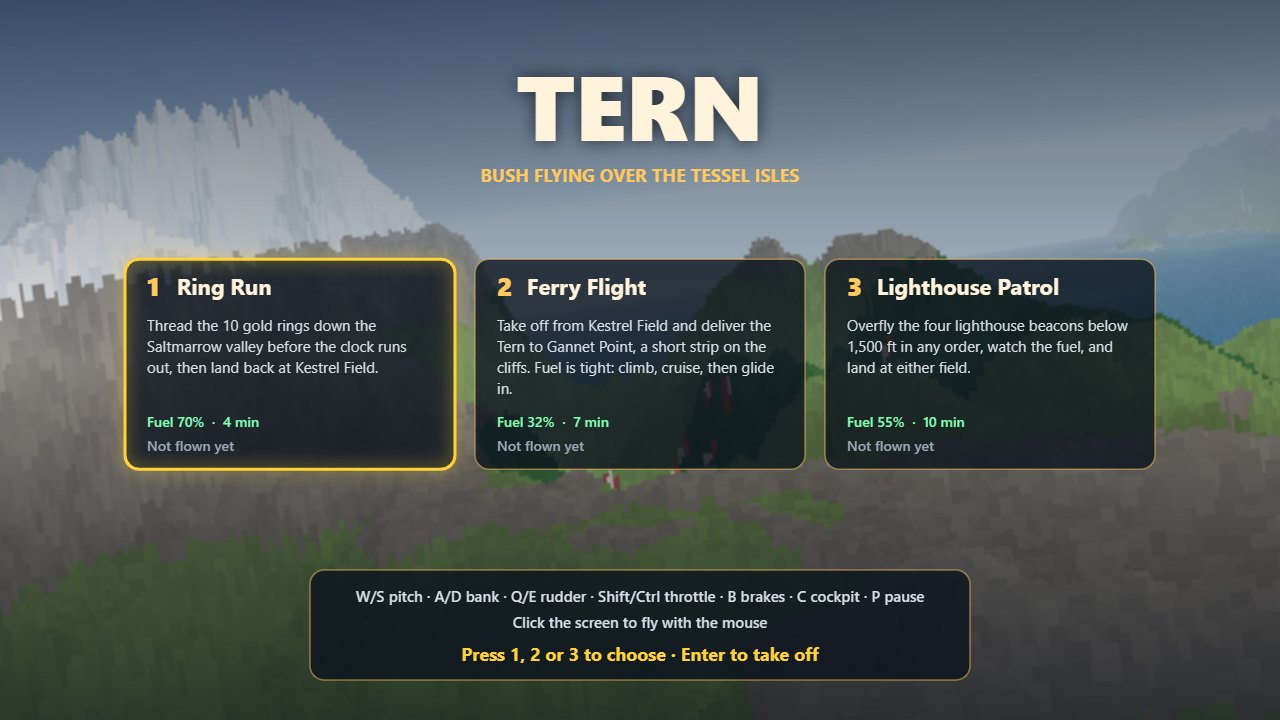 TERN
BUSH FLYING OVER THE TESSEL ISLES
1 Ring Run
Thread the 10 gold rings down the
Saltmarrow valley before the clock runs
out, then land back at Kestrel Field.
Fuel 70% · 4 min
Not flown yet
2 Ferry Flight
Take off from Kestrel Field and deliver the
Tern to Gannet Point, a short strip on the
cliffs. Fuel is tight: climb, cruise, then glide
in.
Fuel 32% · 7 min
Not flown yet
3 Lighthouse Patrol
Overfly the four lighthouse beacons below
1,500 ft in any order, watch the fuel, and
land at either field.
Fuel 55% · 10 min
Not flown yet
W/S pitch · A/D bank · Q/E rudder · Shift/Ctrl throttle · B brakes · C cockpit · P pause
Click the screen to fly with the mouse
Press 1, 2 or 3 to choose · Enter to take off